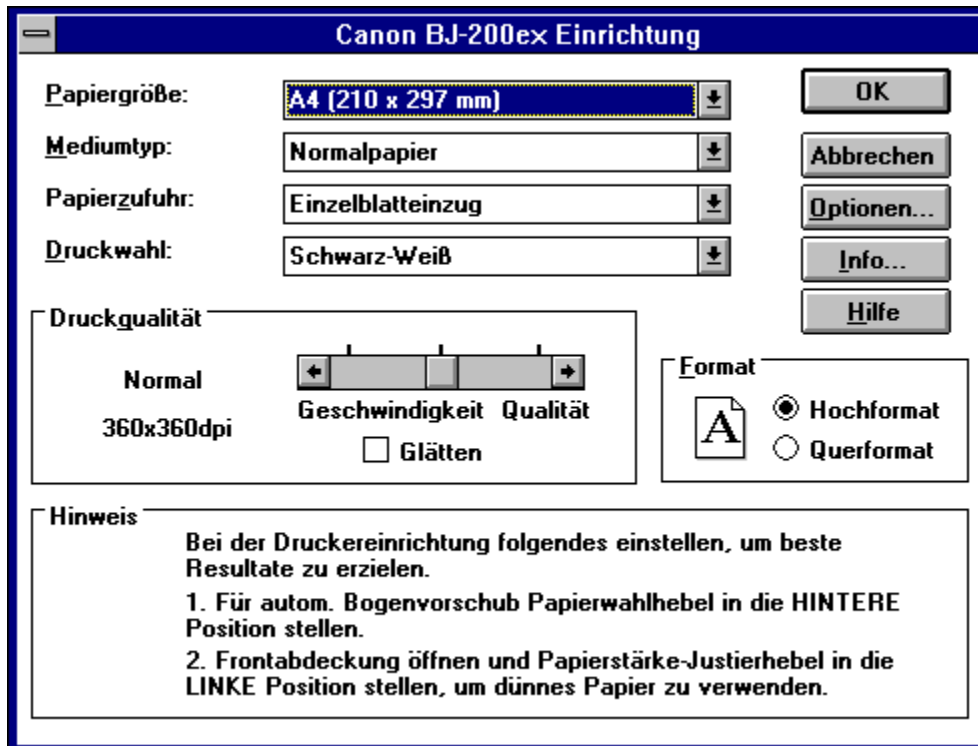 Canon BJ-200ex Einrichtung
Papiergröße:
A4 (210 x 297 mm)
OK
Mediumtyp:
Normalpapier
Abbrechen
Papierzufuhr:
Einzelblatteinzug
Optionen...
Druckwahl:
Schwarz-Weiß
Info...
Hilfe
Druckqualität
Normal
360x360dpi
Geschwindigkeit Qualität
Glätten
Format
A
Hochformat
Querformat
Hinweis
Bei der Druckereinrichtung folgendes einstellen, um beste
Resultate zu erzielen.
1. Für autom. Bogenvorschub Papierwahlhebel in die HINTERE
Position stellen.
2. Frontabdeckung öffnen und Papierstärke-Justierhebel in die
LINKE Position stellen, um dünnes Papier zu verwenden.